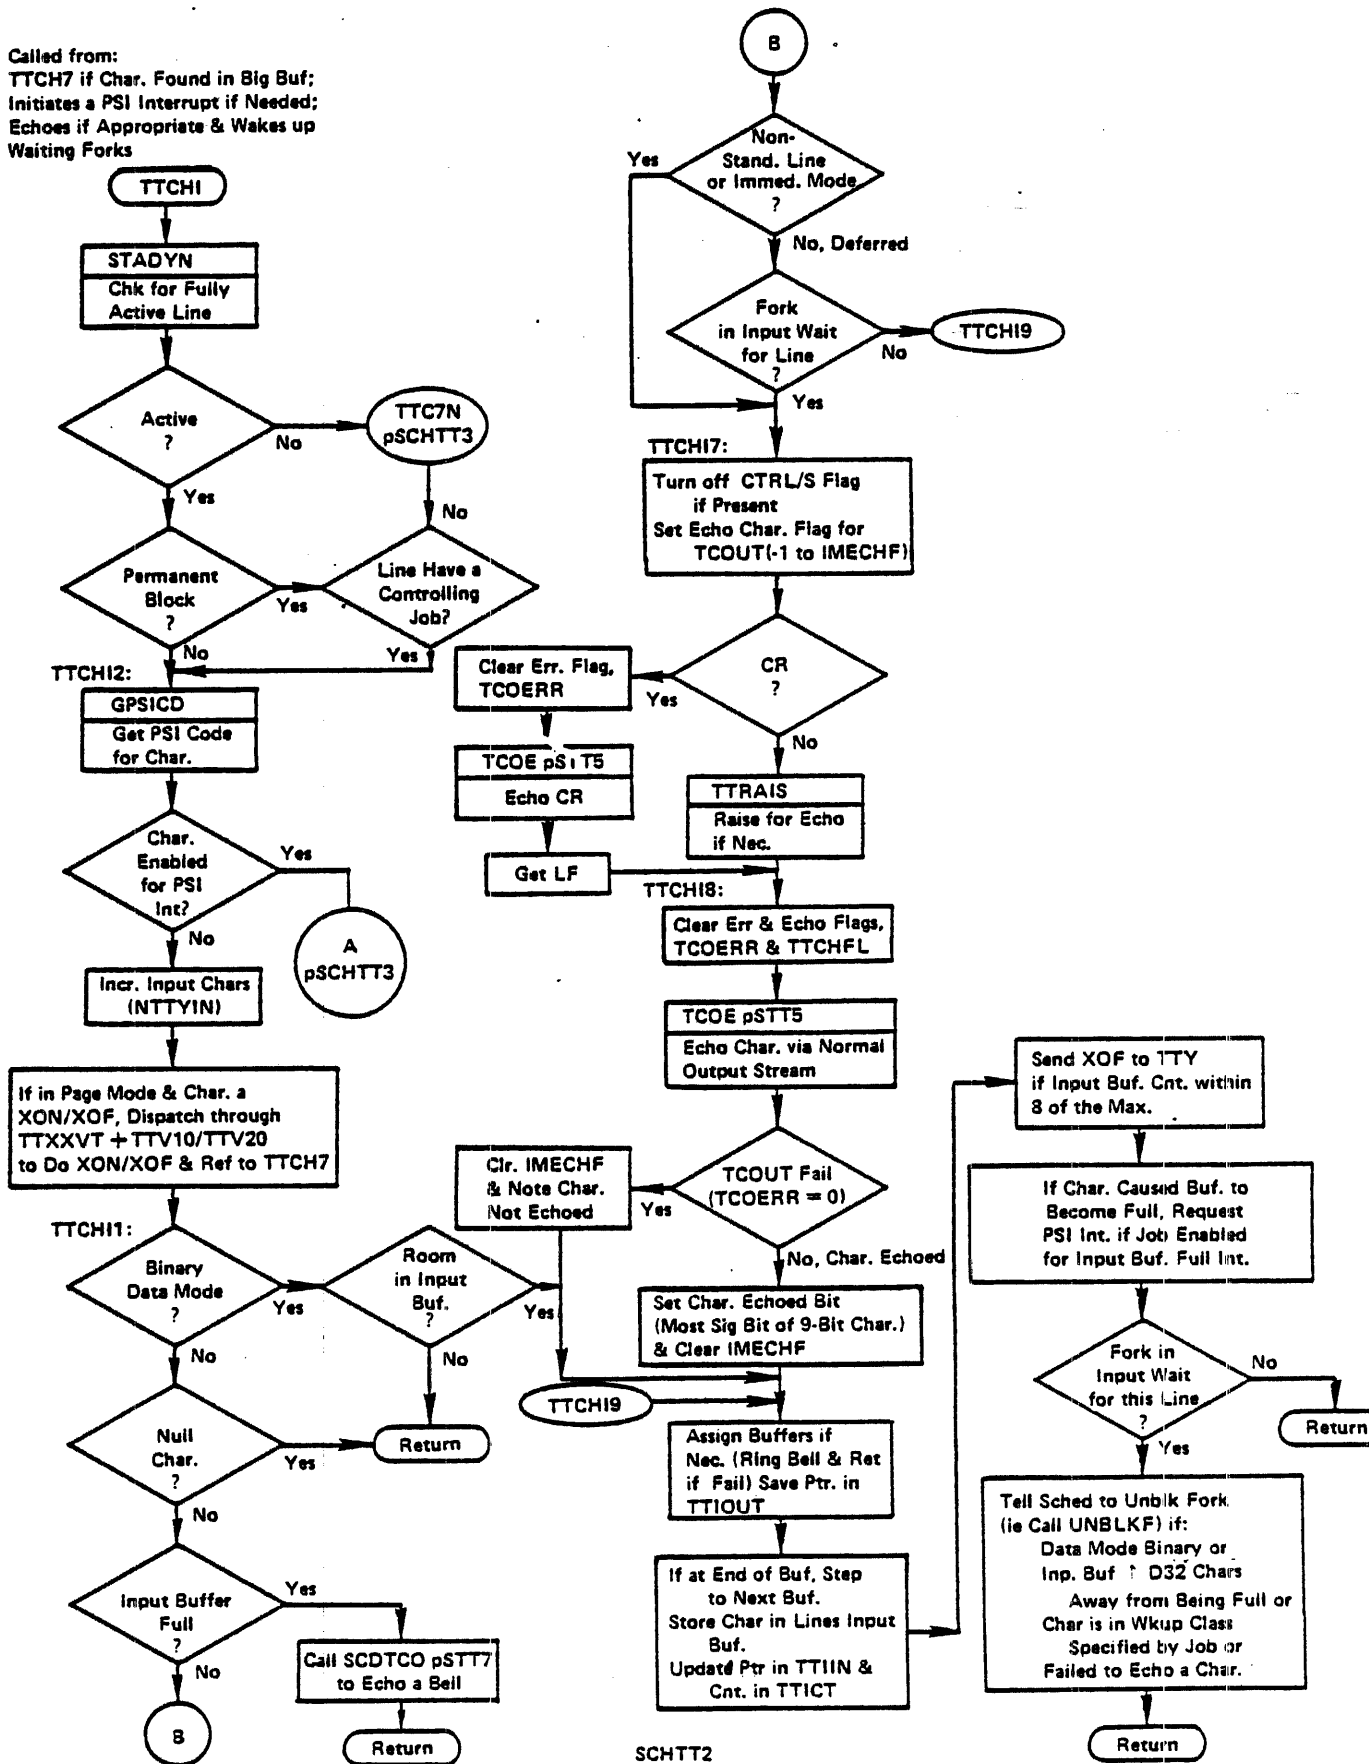 Called from:
TTCH7 if Char. Found in Big Buf;
Initiates a PSI Interrupt if Needed;
Echoes if Appropriate & Wakes up
Waiting Forks
TTCHI
STADYN
Chk for Fully
Active Line
Active
?
No
TTC7N
pSCHTT3
Yes
No
Permanent
Block
?
Yes
Line Have a
Controlling
Job?
No
Yes
TTCHI2:
GPSICD
Get PSI Code
for Char.
Char.
Enabled
for PSI
Int?
Yes
A
pSCHTT3
No
Incr. Input Chars
(NTTYIN)
If in Page Mode & Char. a
XON/XOF, Dispatch through
TTXXVT + TTV10/TTV20
to Do XON/XOF & Ref to TTCH7
TTCHI1:
Binary
Data Mode
?
Yes
Room
in Input
Buf.
?
Yes
No
No
Null
Char.
?
Yes
Return
No
Input Buffer
Full
?
Yes
Call SCDTCO pSTT7
to Echo a Bell
Return
No
B
B
Non-
Stand. Line
or Immed. Mode
?
Yes
No, Deferred
Fork
in Input Wait
for Line
?
No
TTCHI9
Yes
TTCHI7:
Turn off CTRL/S Flag
if Present
Set Echo Char. Flag for
TCOUT(-1 to IMECHF)
CR
?
Yes
Clear Err. Flag,
TCOERR
TCOE
Echo CR
Get LF
No
TTRAIS
Raise for Echo
if Nec.
TTCHI8:
Clear Err & Echo Flags,
TCOERR & TTCHFL
TCOE pSTT5
Echo Char. via Normal
Output Stream
TCOUT Fail
(TCOERR = 0)
Yes
Clr. IMECHF
& Note Char.
Not Echoed
No, Char. Echoed
Set Char. Echoed Bit
(Most Sig Bit of 9-Bit Char.)
& Clear IMECHF
TTCHI9
Assign Buffers if
Nec. (Ring Bell & Ret
if Fail) Save Ptr. in
TTIOUT
If at End of Buf, Step
to Next Buf.
Store Char in Lines Input
Buf.
Update Ptr in TTIIN &
Cnt. in TTICT
Send XOF to TTY
if Input Buf. Cnt. within
8 of the Max.
If Char. Caused Buf. to
Become Full, Request
PSI Int. if Job Enabled
for Input Buf. Full Int.
Fork in
Input Wait
for this Line
?
No
Return
Yes
Tell Sched to Unblk Fork
(ie Call UNBLKF) if:
Data Mode Binary or
Inp. Buf ↑ D32 Chars
Away from Being Full or
Char is in Wkup Class
Specified by Job or
Failed to Echo a Char.
Return
SCHTT2